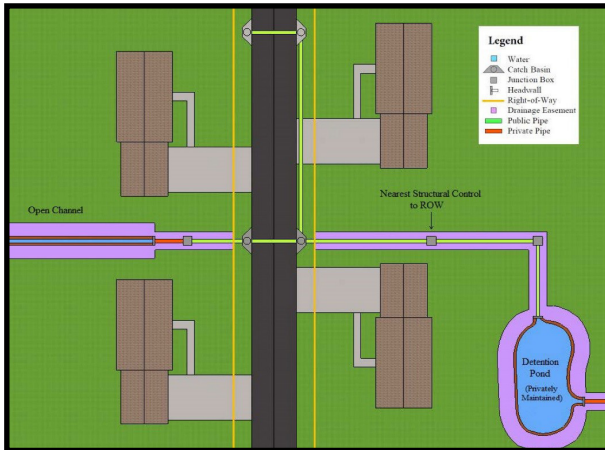 Legend
Water
Catch Basin
Junction Box
Headwall
Right-of-Way
Drainage Easement
Public Pipe
Private Pipe
Nearest Structural Control
to ROW
Open Channel
Detention
Pond
(Privately
Maintained)